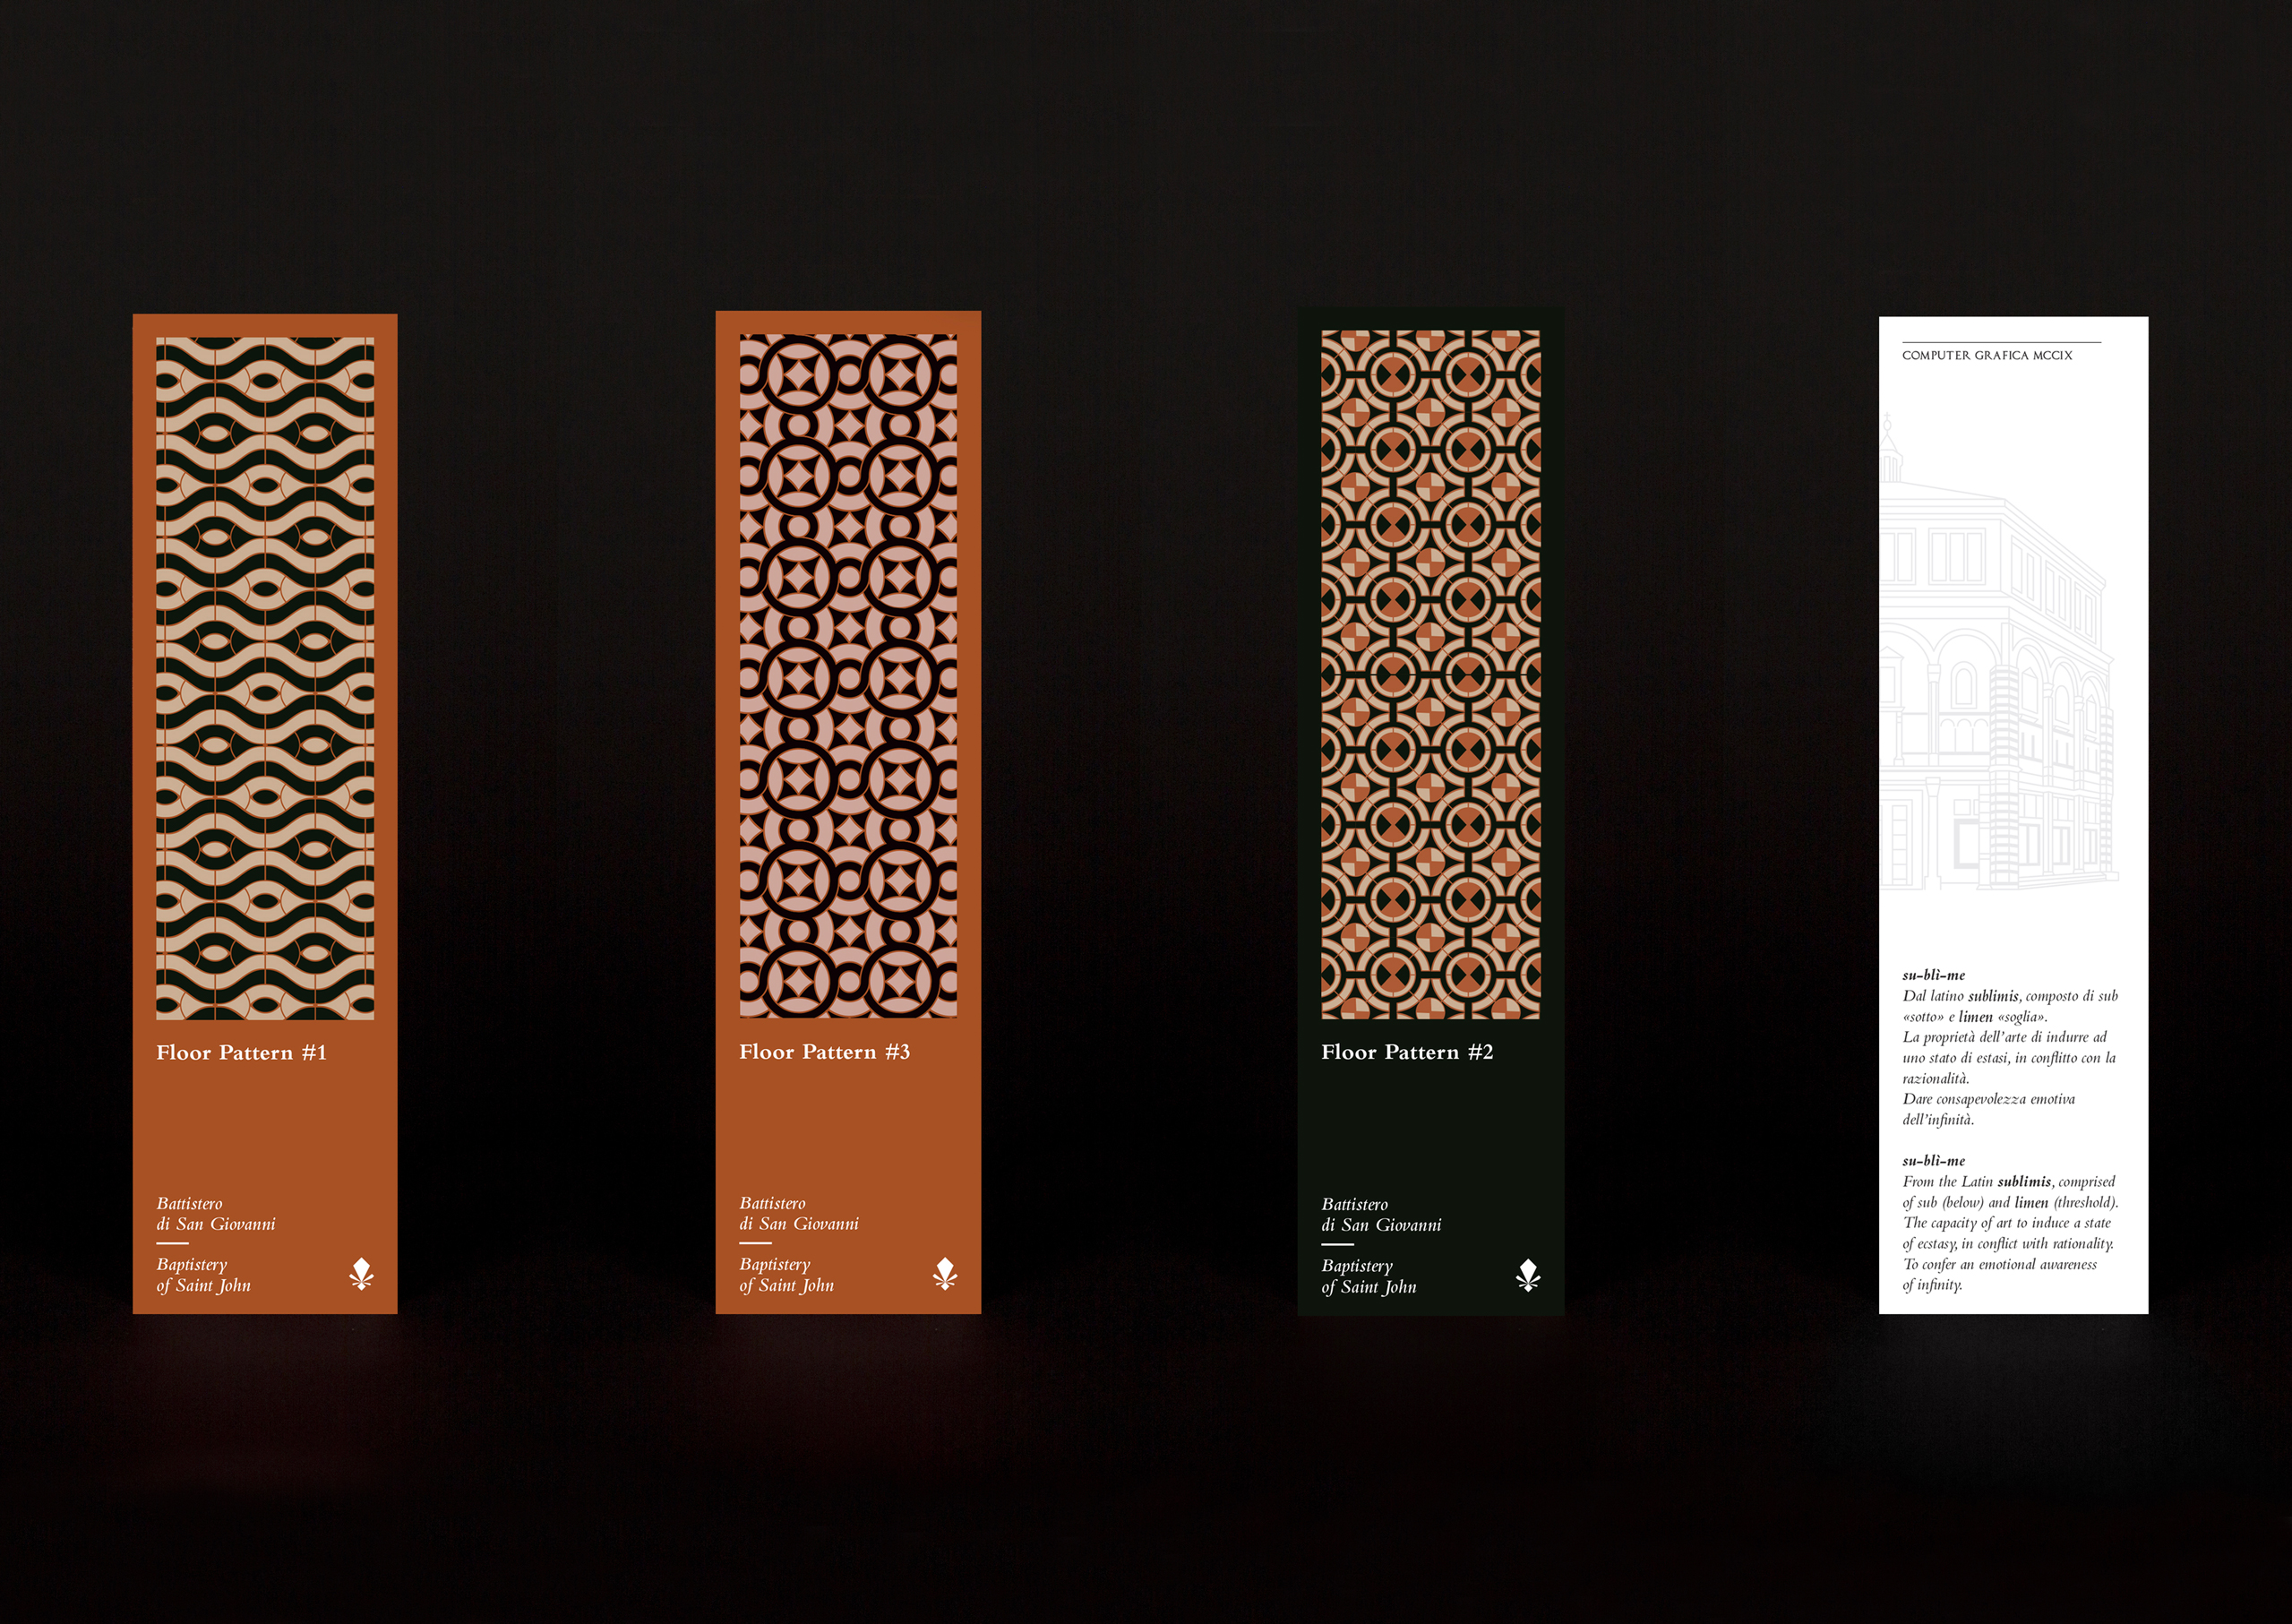 Floor Pattern #1
Battistero
di San Giovanni
Baptistery
of Saint John
Floor Pattern #3
Battistero
di San Giovanni
Baptistery
of Saint John
Floor Pattern #2
Battistero
di San Giovanni
Baptistery
of Saint John
COMPUTER GRAFICA MCCIX
su-blì-me
Dal latino sublimis, composto di sub
«sotto» e limen «soglia».
La proprietà dell'arte di indurre ad
uno stato di estasi, in conflitto con la
razionalità.
Dare consapevolezza emotiva
dell'infinità.
su-blì-me
From the Latin sublimis, comprised
of sub (below) and limen (threshold).
The capacity of art to induce a state
of ecstasy, in conflict with rationality.
To confer an emotional awareness
of infinity.